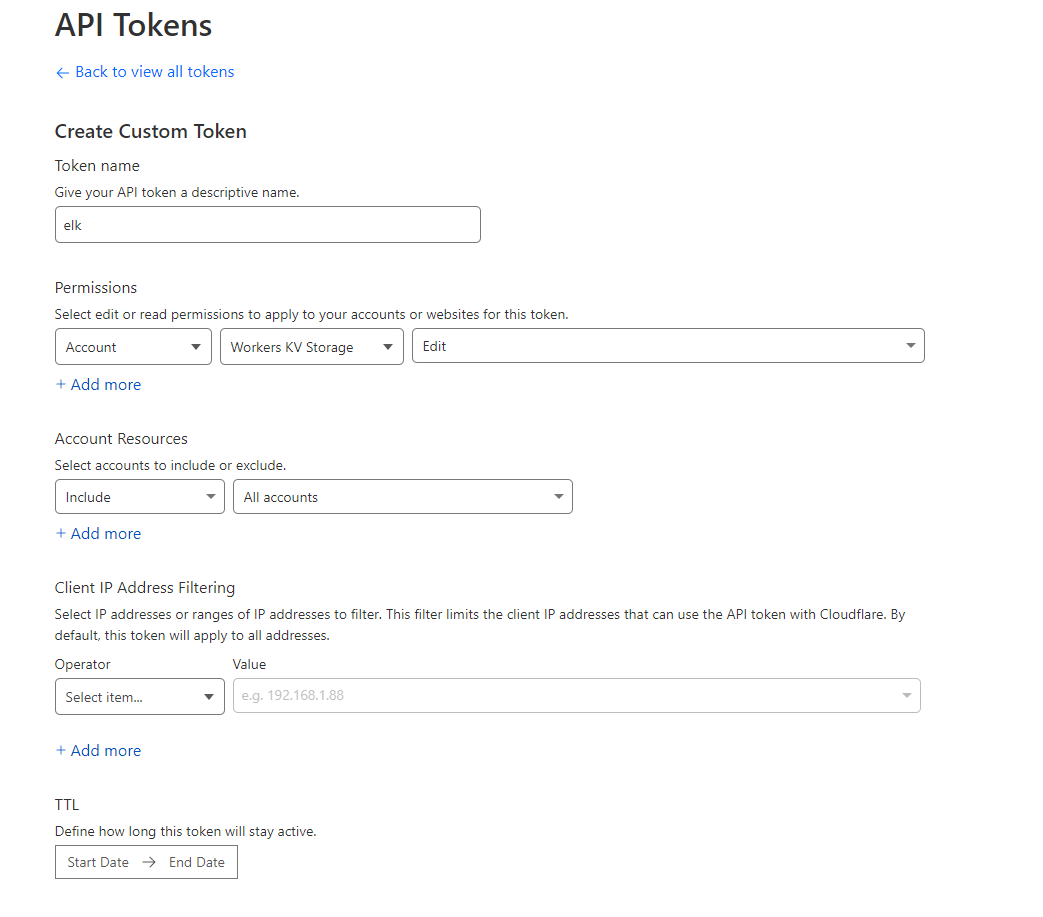 API Tokens
← Back to view all tokens
Create Custom Token
Token name
Give your API token a descriptive name.
elk
Permissions
Select edit or read permissions to apply to your accounts or websites for this token.
Account Workers KV Storage Edit
+ Add more
Account Resources
Select accounts to include or exclude.
Include All accounts
+ Add more
Client IP Address Filtering
Select IP addresses or ranges of IP addresses to filter. This filter limits the client IP addresses that can use the API token with Cloudflare. By
default, this token will apply to all addresses.
Operator Value
Select item... e.g. 192.168.1.88
+ Add more
TTL
Define how long this token will stay active.
Start Date → End Date